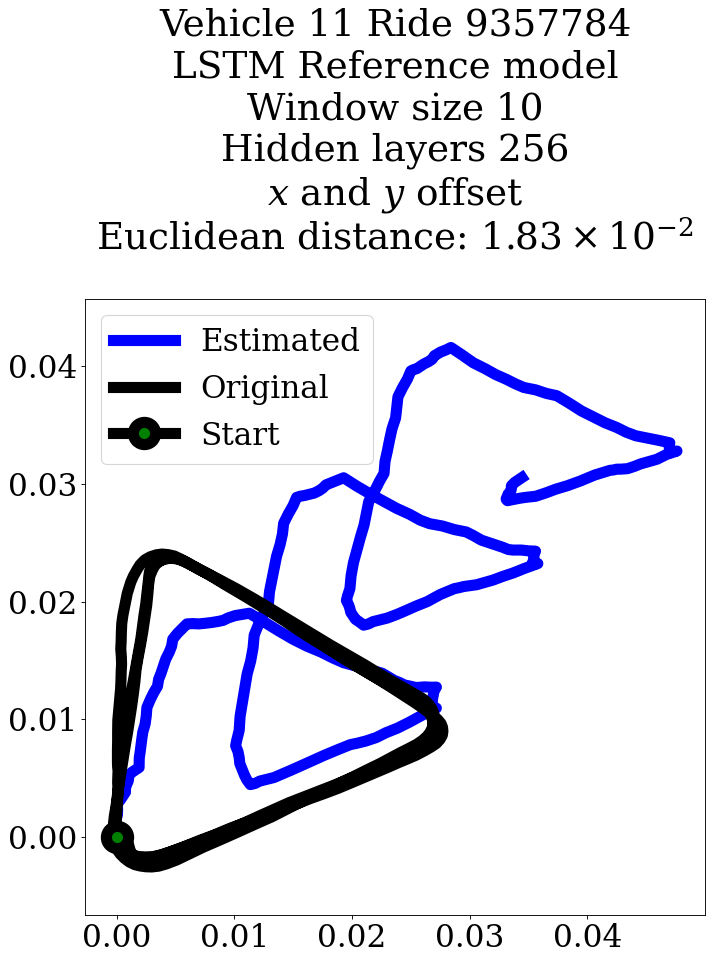 Vehicle 11 Ride 9357784
LSTM Reference model
Window size 10
Hidden layers 256
x and y offset
Euclidean distance: 1.83 × 10⁻²
Estimated
Original
Start
0.04
0.03
0.02
0.01
0.00
0.00 0.01 0.02 0.03 0.04